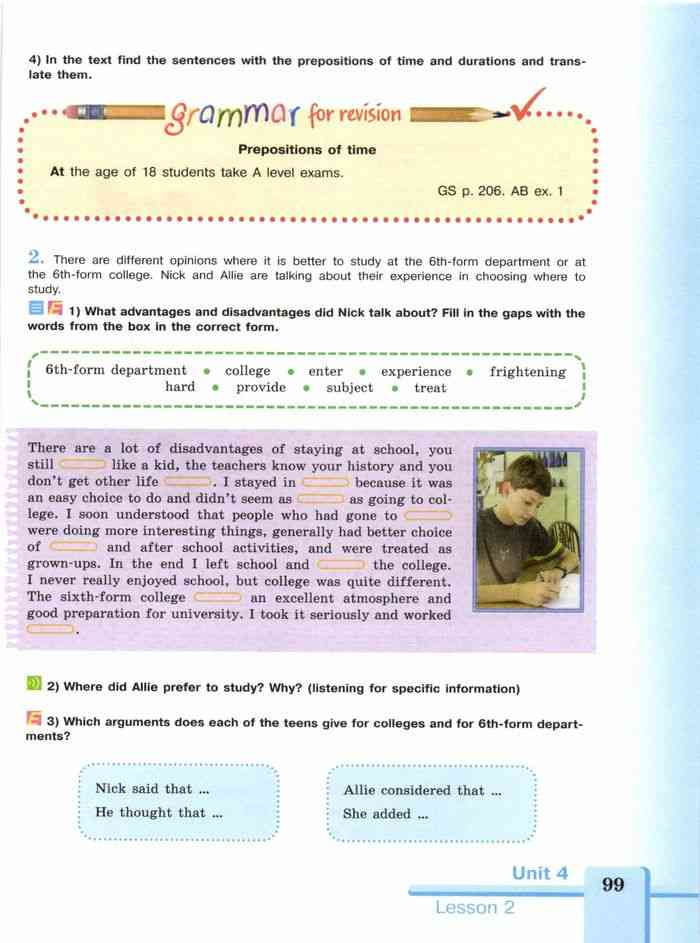 4) In the text find the sentences with the prepositions of time and durations and trans-
late them.
grammar for revision
Prepositions of time
At the age of 18 students take A level exams.
GS p. 206. AB ex. 1
2. There are different opinions where it is better to study at the 6th-form department or at
the 6th-form college. Nick and Allie are talking about their experience in choosing where to
study.
1) What advantages and disadvantages did Nick talk about? Fill in the gaps with the
words from the box in the correct form.
6th-form department • college • enter • experience • frightening
hard • provide • subject • treat
There are a lot of disadvantages of staying at school, you
still like a kid, the teachers know your history and you
don't get other life . I stayed in because it was
an easy choice to do and didn't seem as as going to col-
lege. I soon understood that people who had gone to
were doing more interesting things, generally had better choice
of and after school activities, and were treated as
grown-ups. In the end I left school and the college.
I never really enjoyed school, but college was quite different.
The sixth-form college an excellent atmosphere and
good preparation for university. I took it seriously and worked
.
2) Where did Allie prefer to study? Why? (listening for specific information)
3) Which arguments does each of the teens give for colleges and for 6th-form depart-
ments?
Nick said that ...
He thought that ...
Allie considered that ...
She added ...
Unit 4
99
Lesson 2